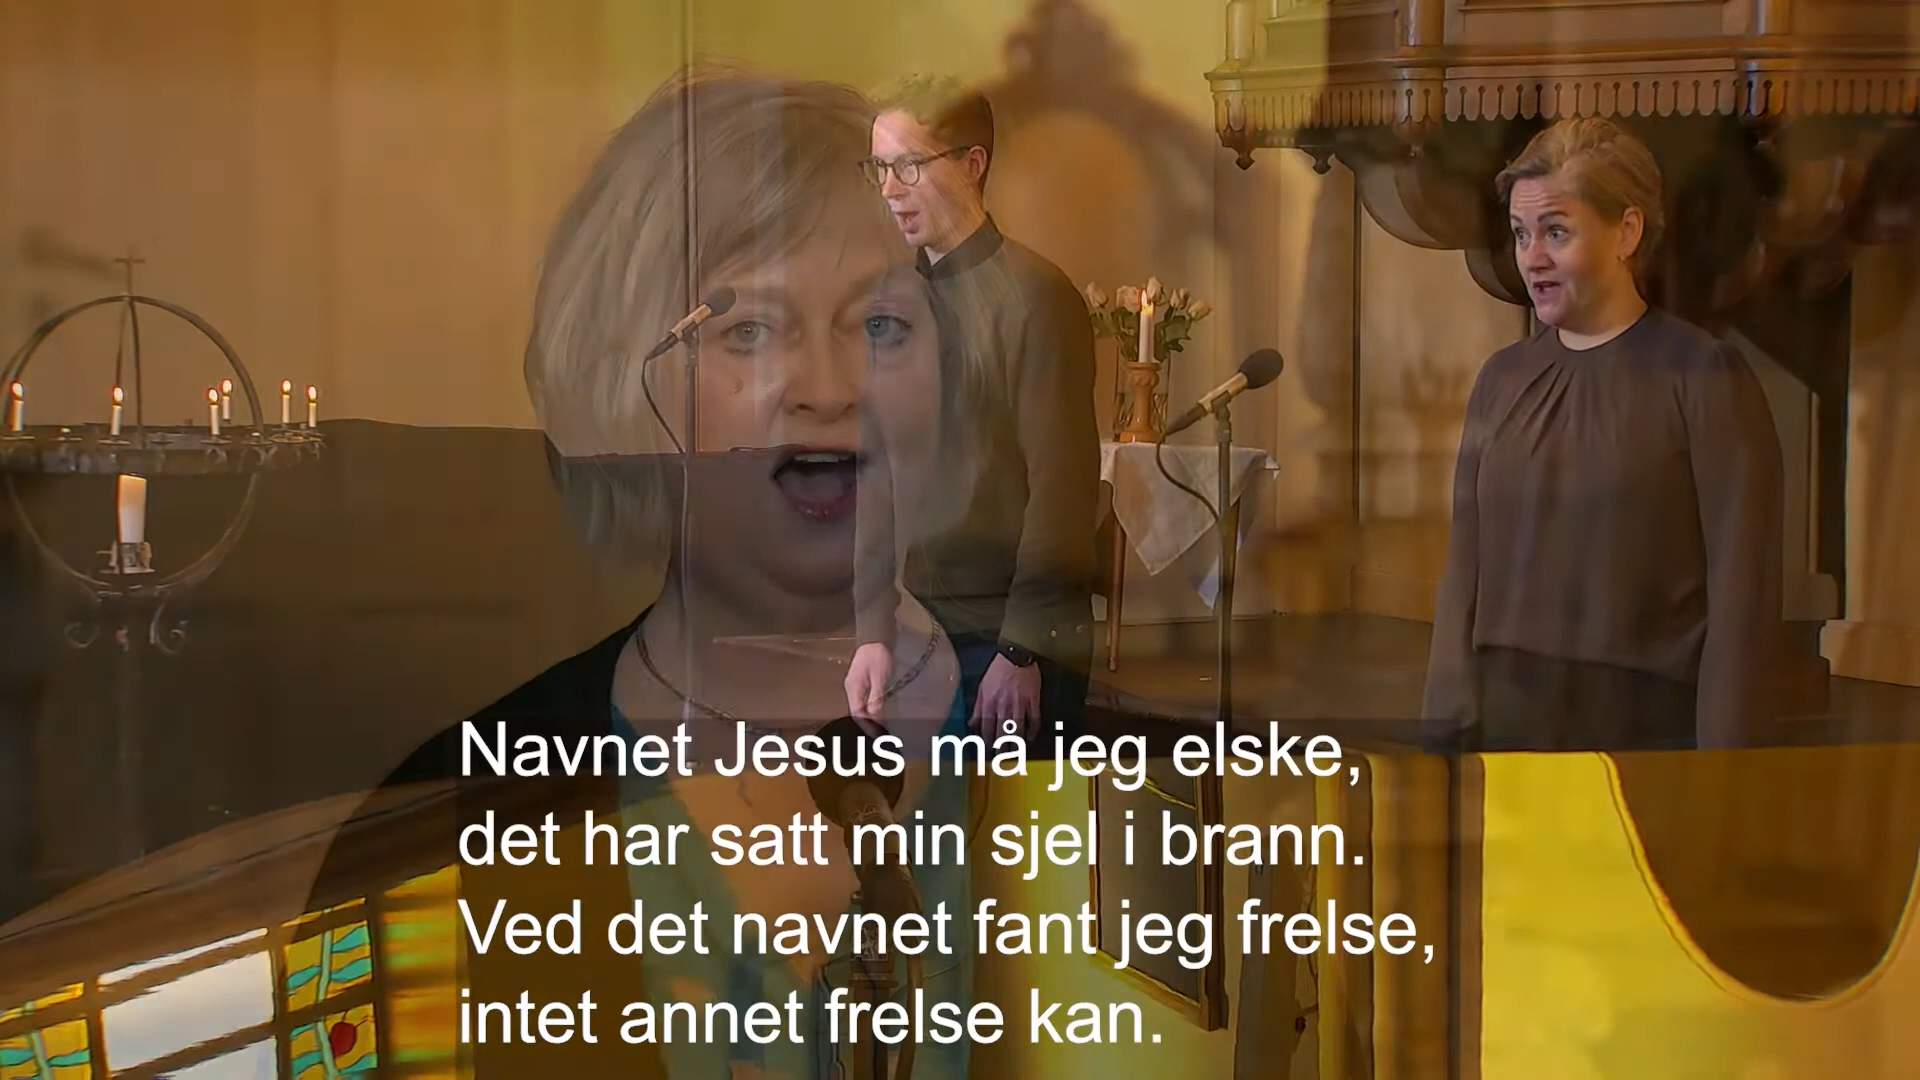 Navnet Jesus må jeg elske,
det har satt min sjel i brann.
Ved det navnet fant jeg frelse,
intet annet frelse kan.